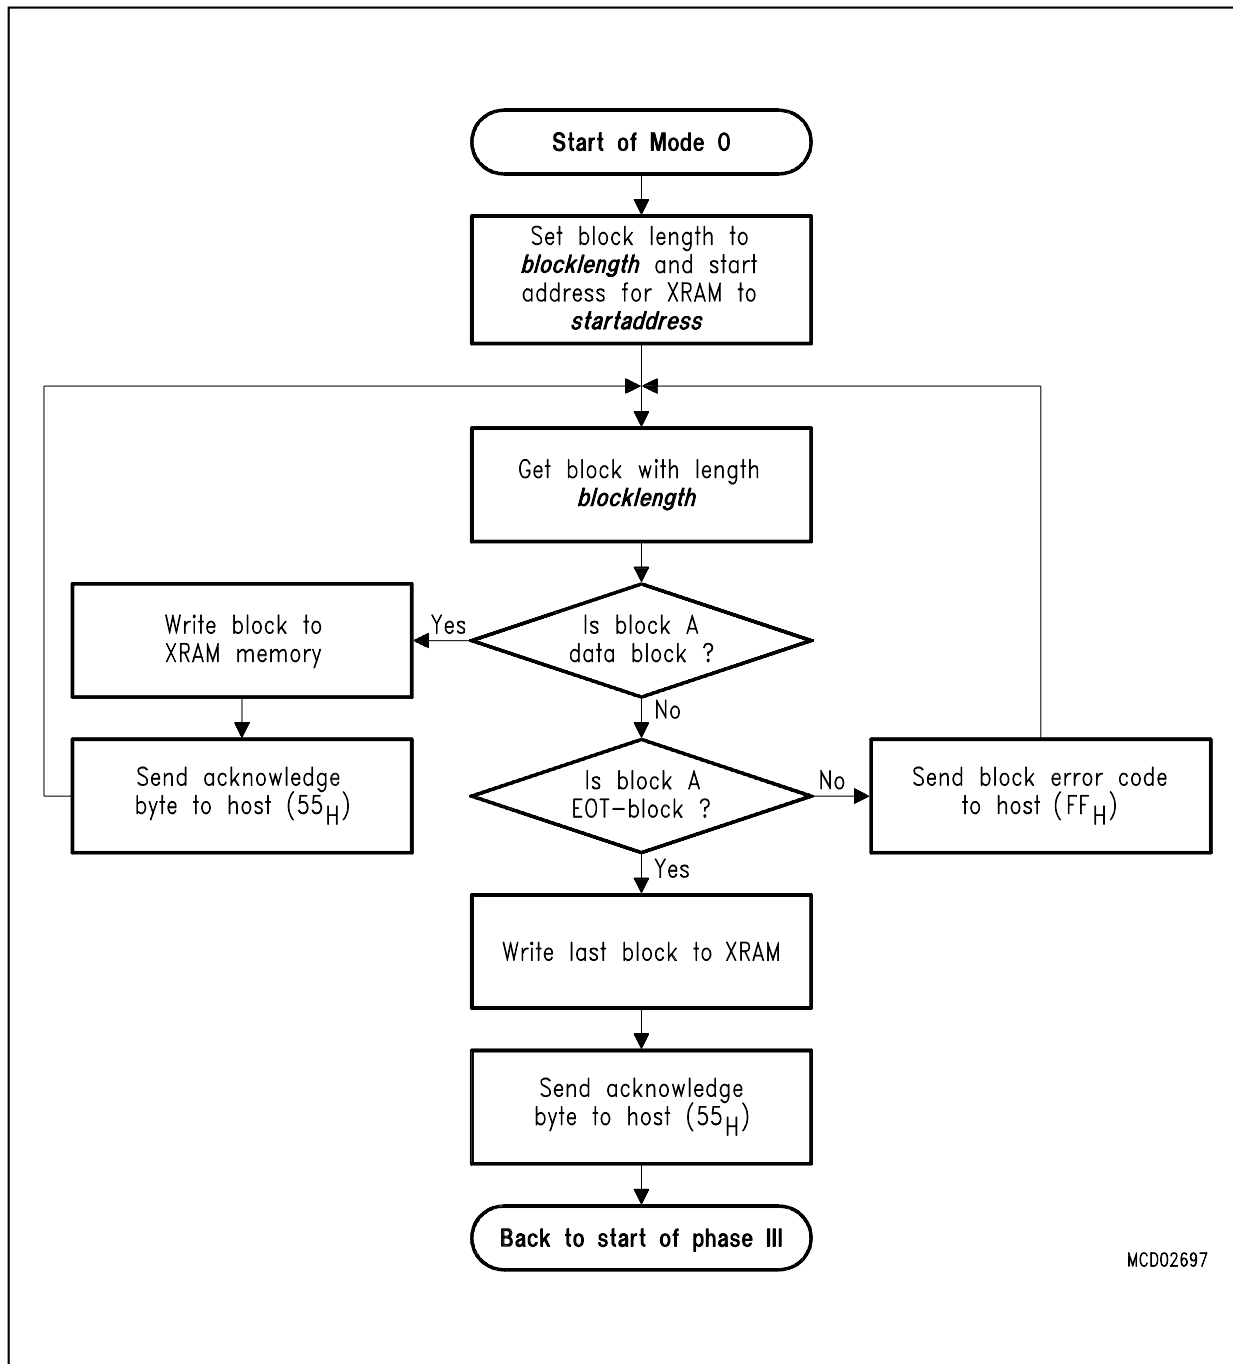 Start of Mode 0
Set block length to
blocklength and start
address for XRAM to
startaddress
Get block with length
blocklength
Is block A
data block ?
Yes
Write block to
XRAM memory
No
Send acknowledge
byte to host (55H)
Is block A
EOT-block ?
No
Send block error code
to host (FFH)
Yes
Write last block to XRAM
Send acknowledge
byte to host (55H)
Back to start of phase III
MCD02697